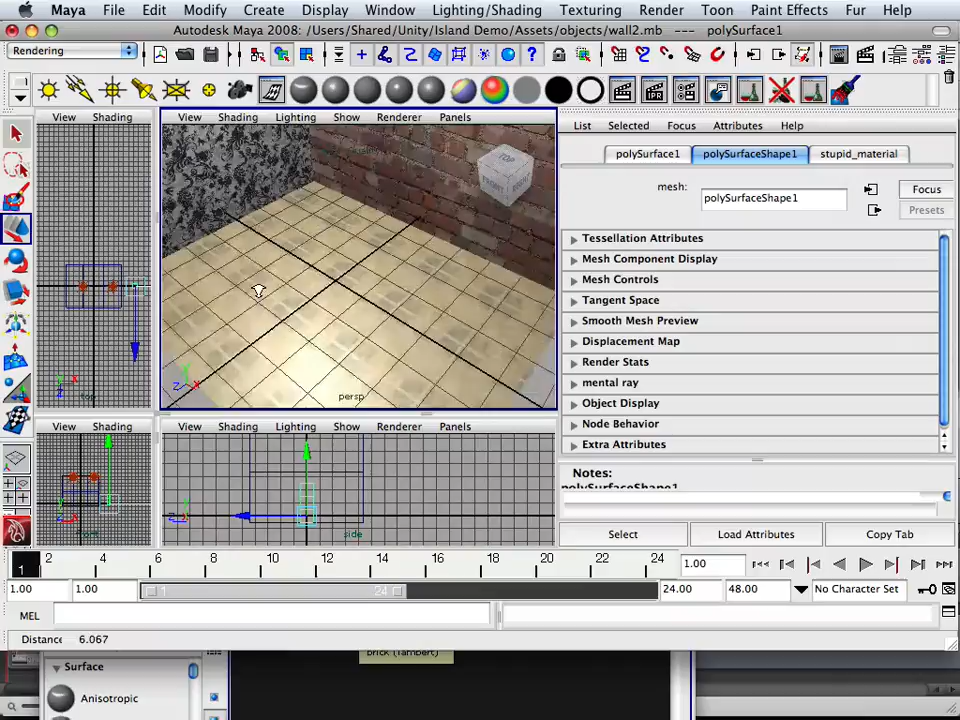 Maya File Edit Modify Create Display Window Lighting/Shading Texturing Render Toon Paint Effects Fur Help
Autodesk Maya 2008: /Users/Shared/Unity/Island Demo/Assets/objects/wall2.mb --- polySurface1
Rendering
View Shading View Shading Lighting Show Renderer Panels
List Selected Focus Attributes Help
polySurface1 polySurfaceShape1 stupid_material
mesh: polySurfaceShape1 Focus
Presets
TOP
FRONT
Tessellation Attributes
Mesh Component Display
Mesh Controls
Tangent Space
Smooth Mesh Preview
Displacement Map
Render Stats
mental ray
Object Display
Node Behavior
Extra Attributes
top
persp
View Shading View Shading Lighting Show Renderer Panels
Notes:
polySurfaceShape1
front
side
Select Load Attributes Copy Tab
1 2 4 6 8 10 12 14 16 18 20 22 24 1.00
1.00 1.00 1 24 24.00 48.00 No Character Set
MEL
Distance 6.067
brick (lambert)
Surface
Anisotropic